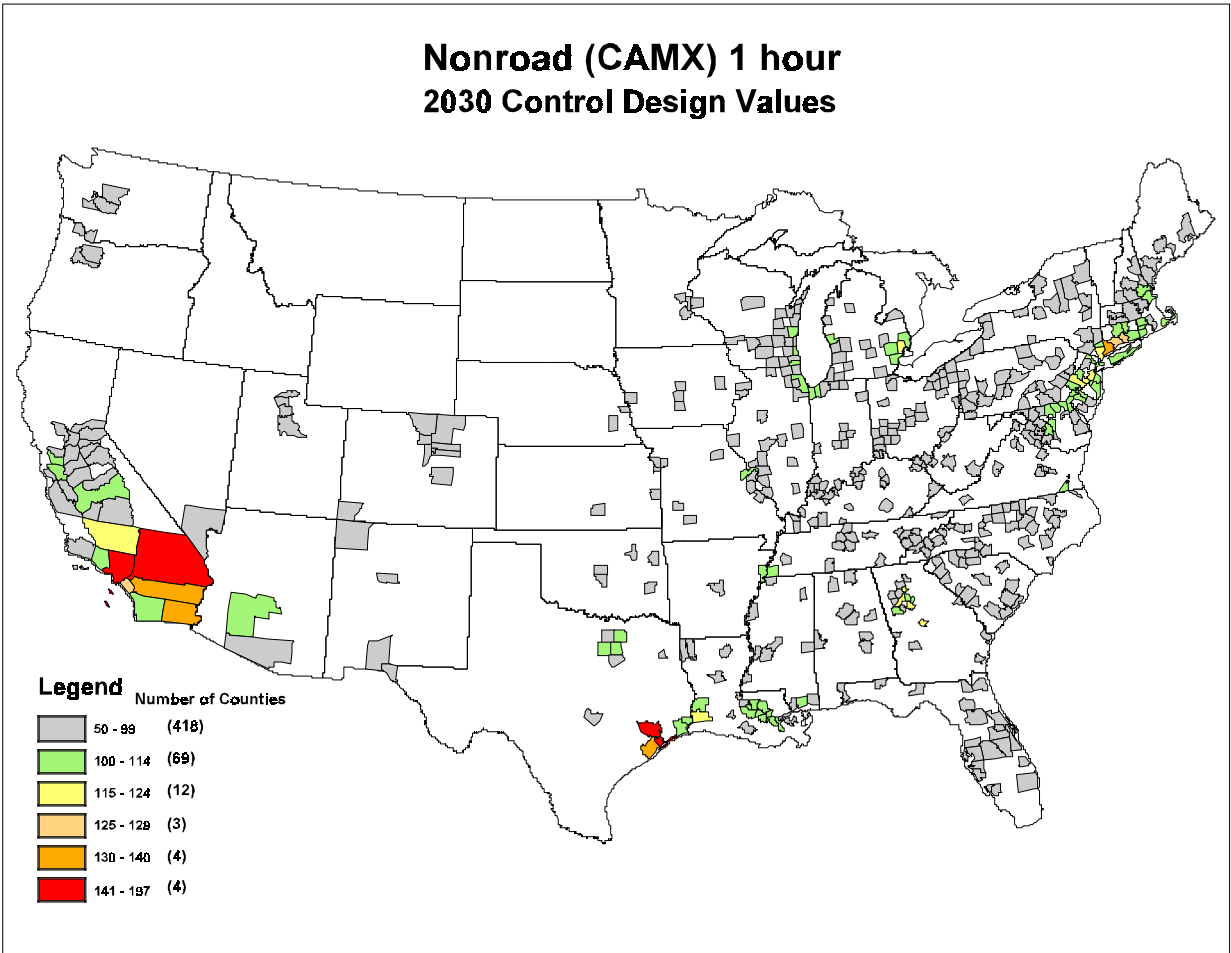 Nonroad (CAMX) 1 hour
2030 Control Design Values
Legend Number of Counties
50 - 99 (418)
100 - 114 (69)
115 - 124 (12)
125 - 129 (3)
130 - 140 (4)
141 - 197 (4)